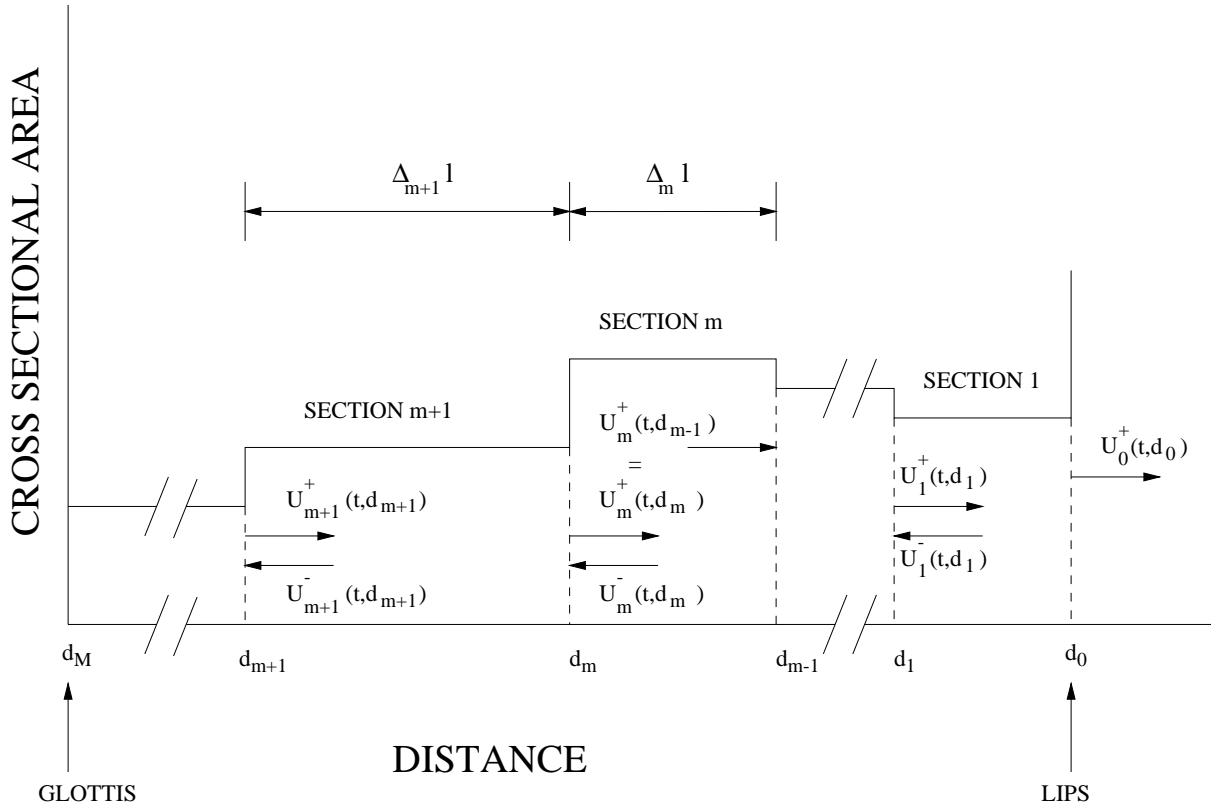 CROSS SECTIONAL AREA
Δm+1 l
Δm l
SECTION m
SECTION m+1
SECTION 1
U+m(t,dm-1)
=
U+m(t,dm)
U-m(t,dm)
U+m+1(t,dm+1)
U-m+1(t,dm+1)
U+1(t,d1)
U-1(t,d1)
U+0(t,d0)
dM
dm+1
dm
dm-1
d1
d0
DISTANCE
GLOTTIS
LIPS